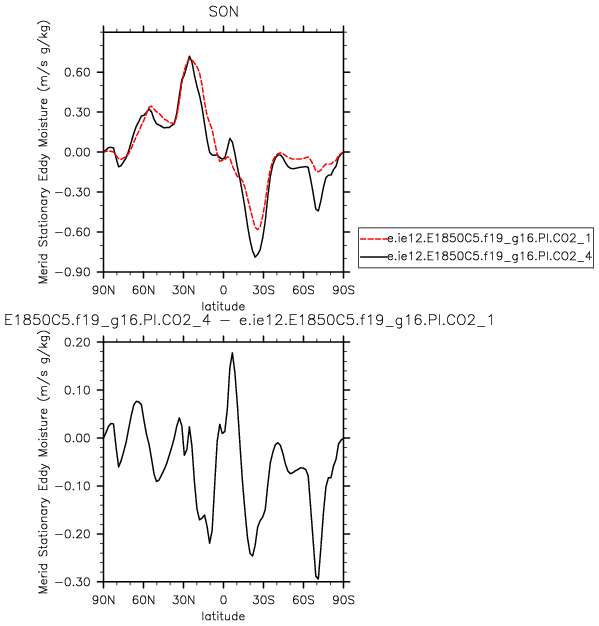 SON
Merid Stationary Eddy Moisture (m/s g/kg)
0.60
0.30
0.00
-0.30
-0.60
-0.90
90N 60N 30N 0 30S 60S 90S
latitude
e.ie12.E1850C5.f19_g16.PI.CO2_1
e.ie12.E1850C5.f19_g16.PI.CO2_4
E1850C5.f19_g16.PI.CO2_4 - e.ie12.E1850C5.f19_g16.PI.CO2_1
Merid Stationary Eddy Moisture (m/s g/kg)
0.20
0.10
0.00
-0.10
-0.20
-0.30
90N 60N 30N 0 30S 60S 90S
latitude